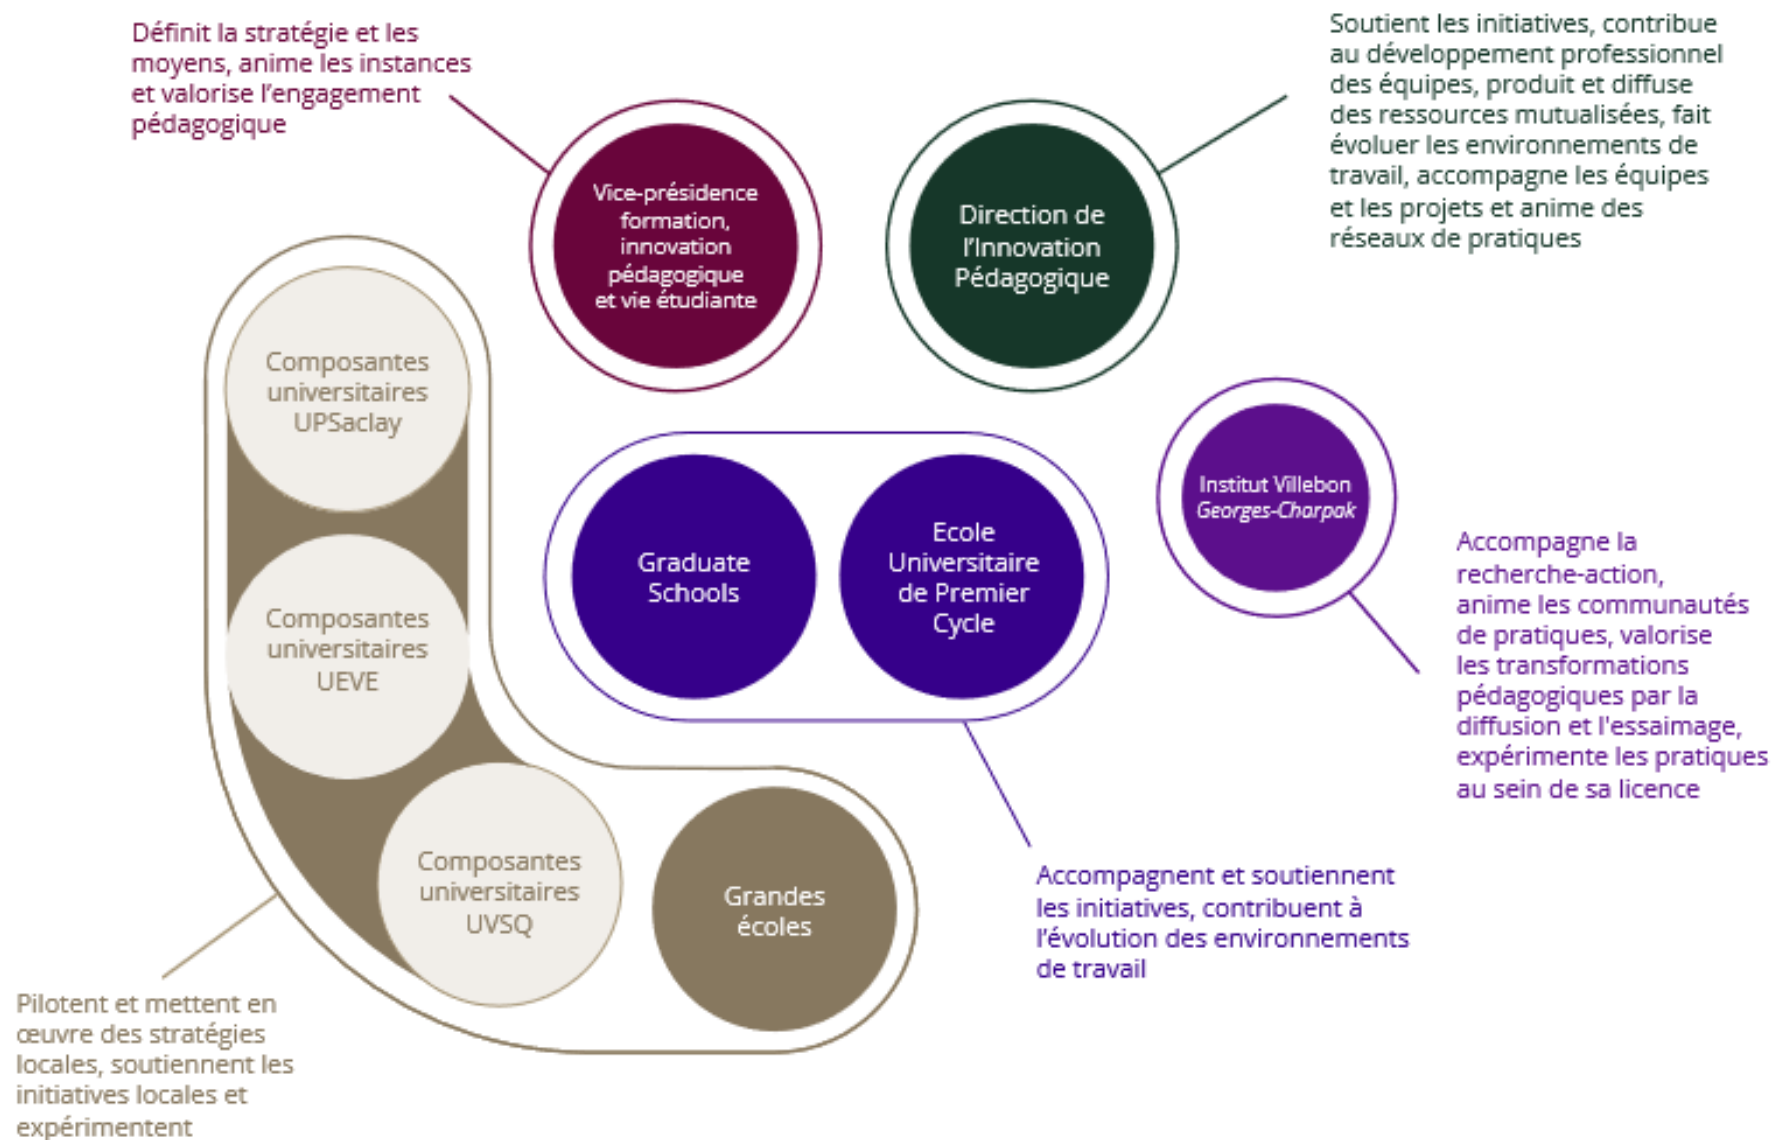 Définit la stratégie et les
moyens, anime les instances
et valorise l'engagement
pédagogique
Soutient les initiatives, contribue
au développement professionnel
des équipes, produit et diffuse
des ressources mutualisées, fait
évoluer les environnements de
travail, accompagne les équipes
et les projets et anime des
réseaux de pratiques
Vice-présidence
formation,
innovation
pédagogique
et vie étudiante
Direction de
l'Innovation
Pédagogique
Composantes
universitaires
UPSaclay
Graduate
Schools
Ecole
Universitaire
de Premier
Cycle
Institut Villebon
Georges-Charpak
Accompagne la
recherche-action,
anime les communautés
de pratiques, valorise
les transformations
pédagogiques par la
diffusion et l'essaimage,
expérimente les pratiques
au sein de sa licence
Composantes
universitaires
UEVE
Composantes
universitaires
UVSQ
Grandes
écoles
Accompagnent et soutiennent
les initiatives, contribuent à
l'évolution des environnements
de travail
Pilotent et mettent en
œuvre des stratégies
locales, soutiennent les
initiatives locales et
expérimentent